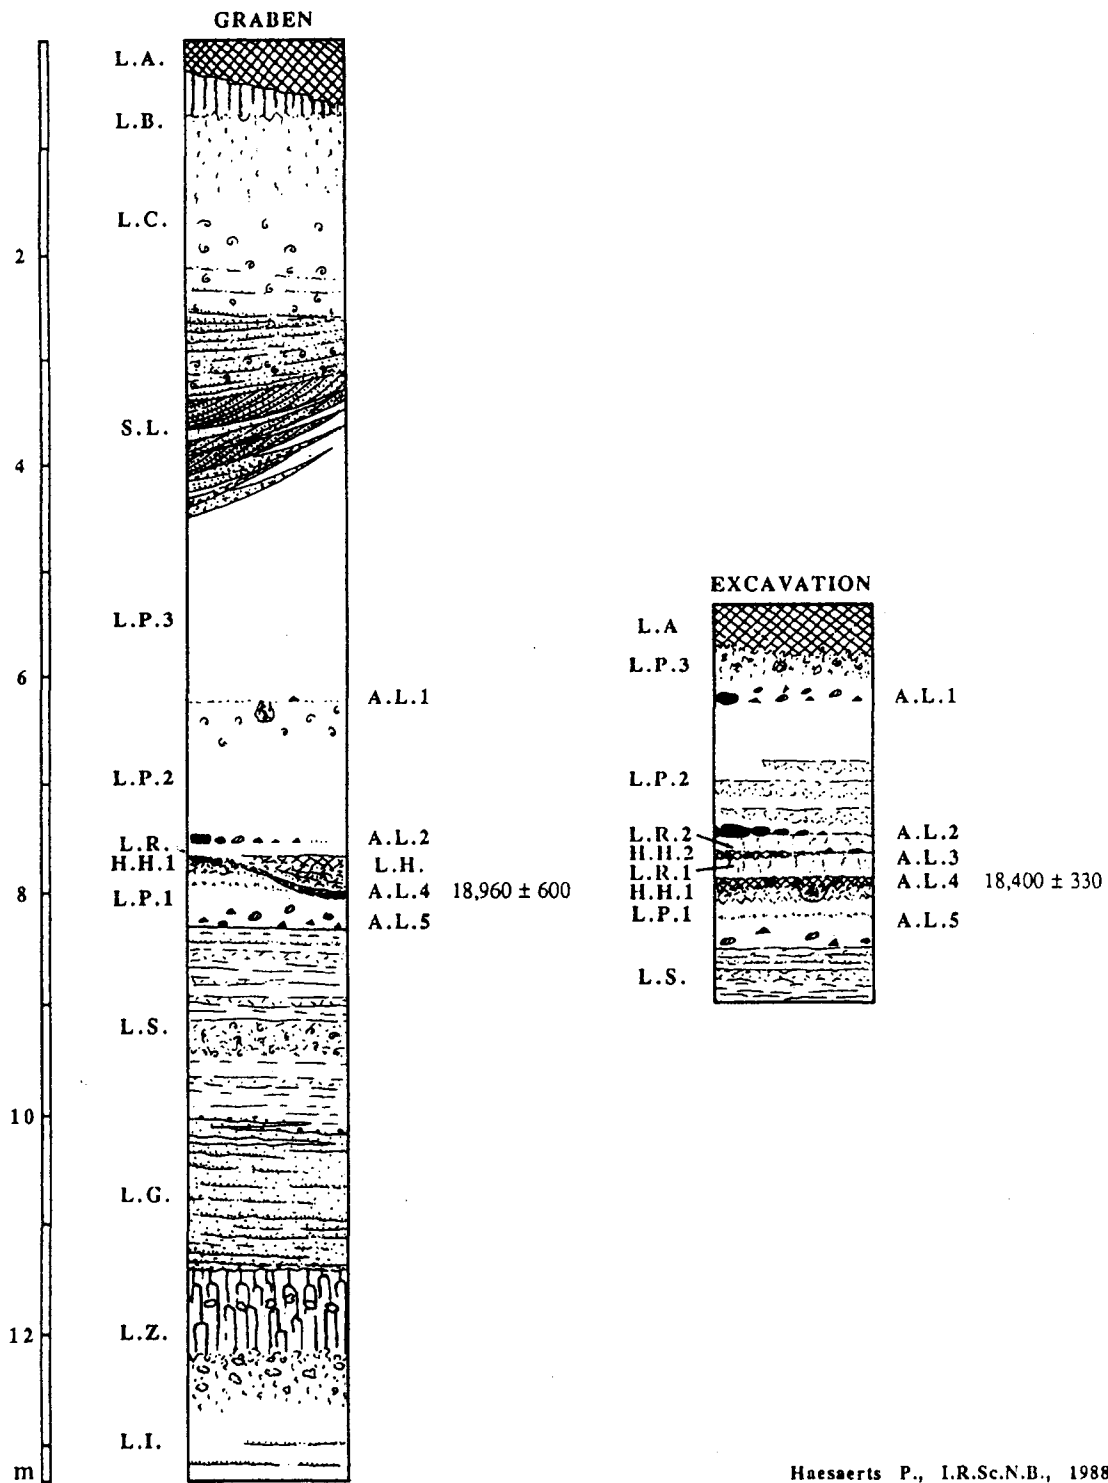 GRABEN
L.A.
L.B.
L.C.
2
S.L.
4
L.P.3
6
A.L.1
L.P.2
L.R.
A.L.2
H.H.1
L.H.
8
L.P.1
A.L.4 18,960 ± 600
A.L.5
L.S.
10
L.G.
12
L.Z.
L.I.
m
EXCAVATION
L.A
L.P.3
A.L.1
L.P.2
L.R.2
A.L.2
H.H.2
A.L.3
L.R.1
A.L.4 18,400 ± 330
H.H.1
L.P.1
A.L.5
L.S.
Haesaerts P., I.R.Sc.N.B., 1988